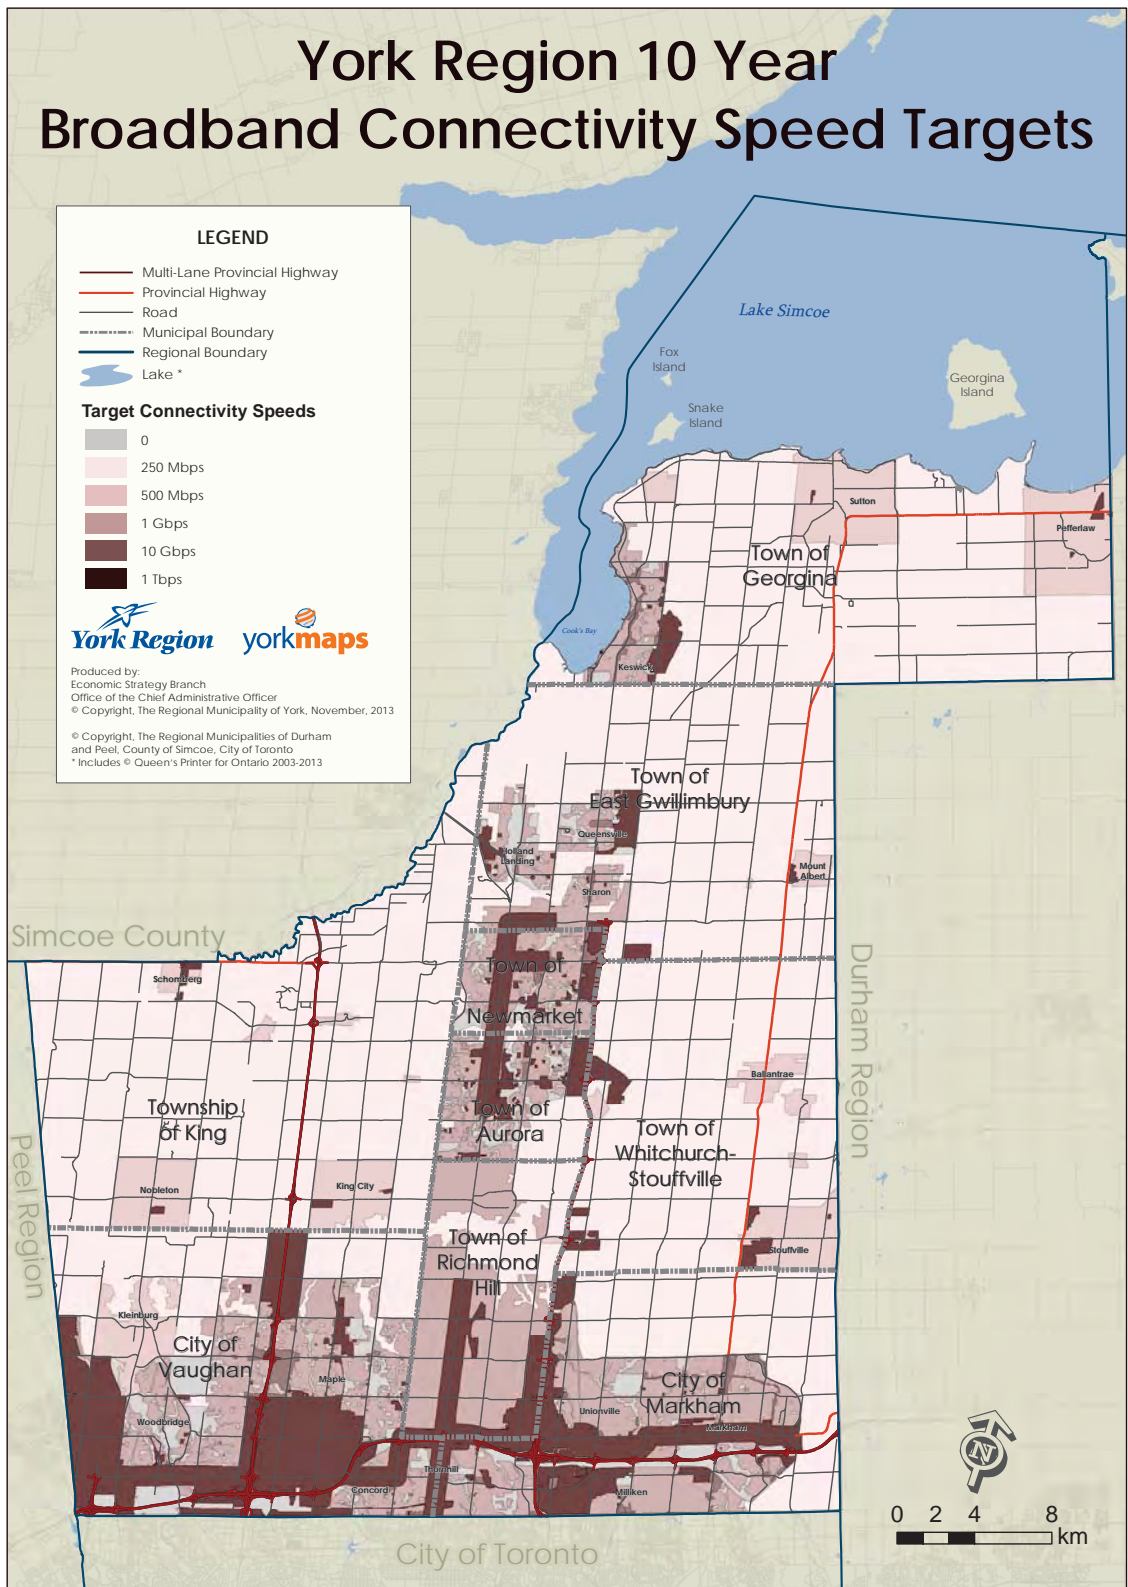 York Region 10 Year
Broadband Connectivity Speed Targets
LEGEND
Multi-Lane Provincial Highway
Provincial Highway
Road
Municipal Boundary
Regional Boundary
Lake *
Target Connectivity Speeds
0
250 Mbps
500 Mbps
1 Gbps
10 Gbps
1 Tbps
York Region
yorkmaps
Produced by:
Economic Strategy Branch
Office of the Chief Administrative Officer
© Copyright, The Regional Municipality of York, November, 2013
© Copyright, The Regional Municipalities of Durham
and Peel, County of Simcoe, City of Toronto
* Includes © Queen's Printer for Ontario 2003-2013
Lake Simcoe
Fox
Island
Georgina
Island
Snake
Island
Sutton
Pefferlaw
Town of
Georgina
Cook's Bay
Keswick
Town of
East Gwillimbury
Queensville
Holland
Landing
Mount
Albert
Sharon
Simcoe County
Schomberg
Town of
Newmarket
Durham Region
Ballantrae
Township
of King
Town of
Aurora
Town of
Whitchurch-
Stouffville
Peel Region
Nobleton
King City
Town of
Richmond
Hill
Stouffville
Kleinburg
City of
Vaughan
Maple
City of
Markham
Unionville
Woodbridge
Markham
Thornhill
Concord
Milliken
N
0 2 4 8
km
City of Toronto